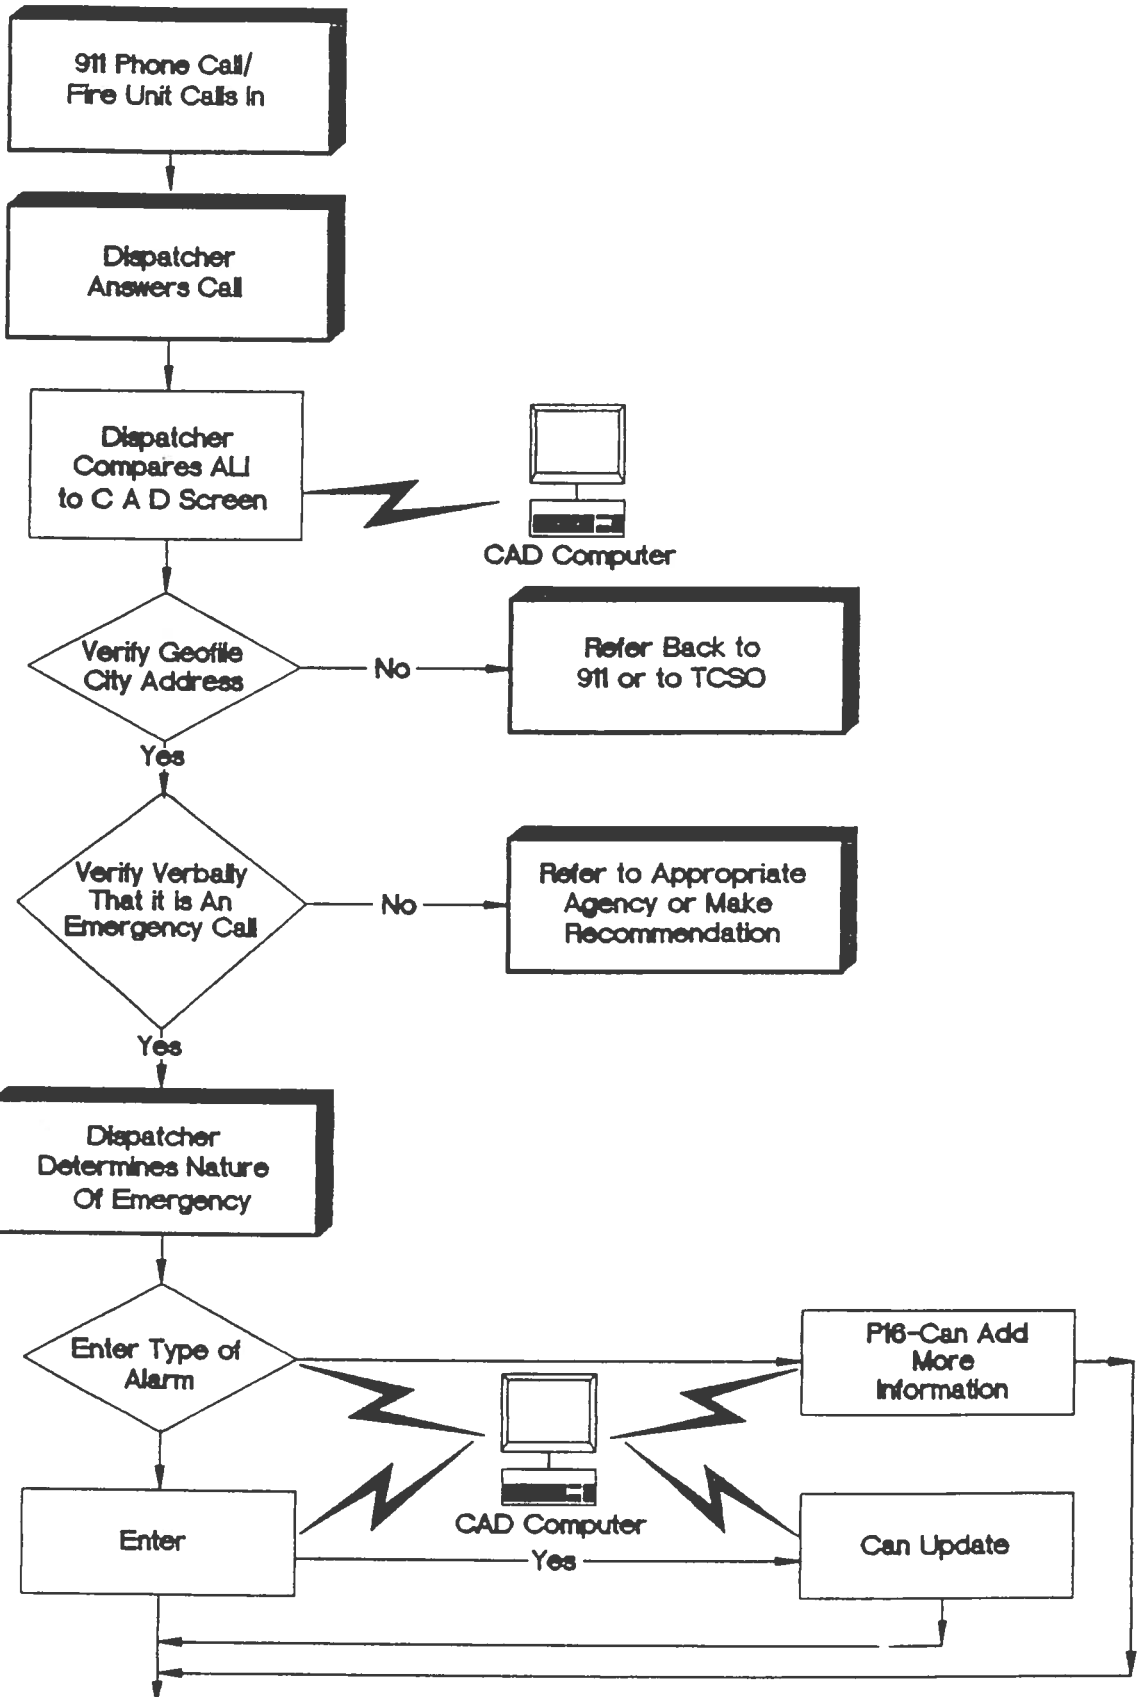 911 Phone Call/
Fire Unit Calls In
Dispatcher
Answers Call
Dispatcher
Compares ALI
to C A D Screen
CAD Computer
Verify Geofile
City Address
No
Refer Back to
911 or to TCSO
Yes
Verify Verbally
That it is An
Emergency Call
No
Refer to Appropriate
Agency or Make
Recommendation
Yes
Dispatcher
Determines Nature
Of Emergency
Enter Type of
Alarm
P16-Can Add
More
Information
CAD Computer
Enter
Yes
Can Update